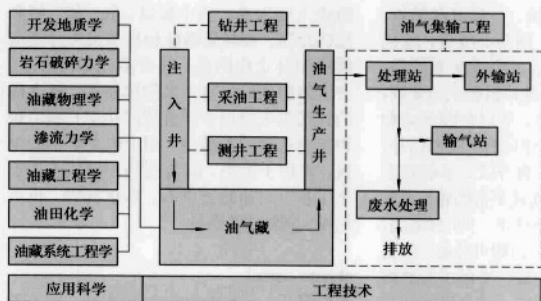 开发地质学
岩石破碎力学
油藏物理学
渗流力学
油藏工程学
油田化学
油藏系统工程学
注入井
钻井工程
采油工程
测井工程
油气生产井
油气藏
油气集输工程
处理站
外输站
输气站
废水处理
排放
应用科学
工程技术